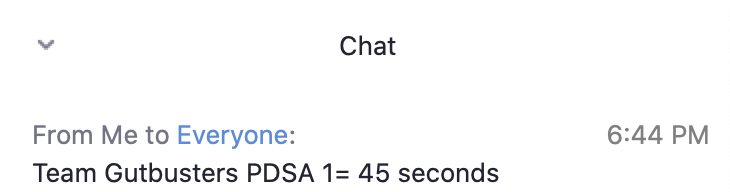 Chat
From Me to Everyone: 6:44 PM
Team Gutbusters PDSA 1= 45 seconds